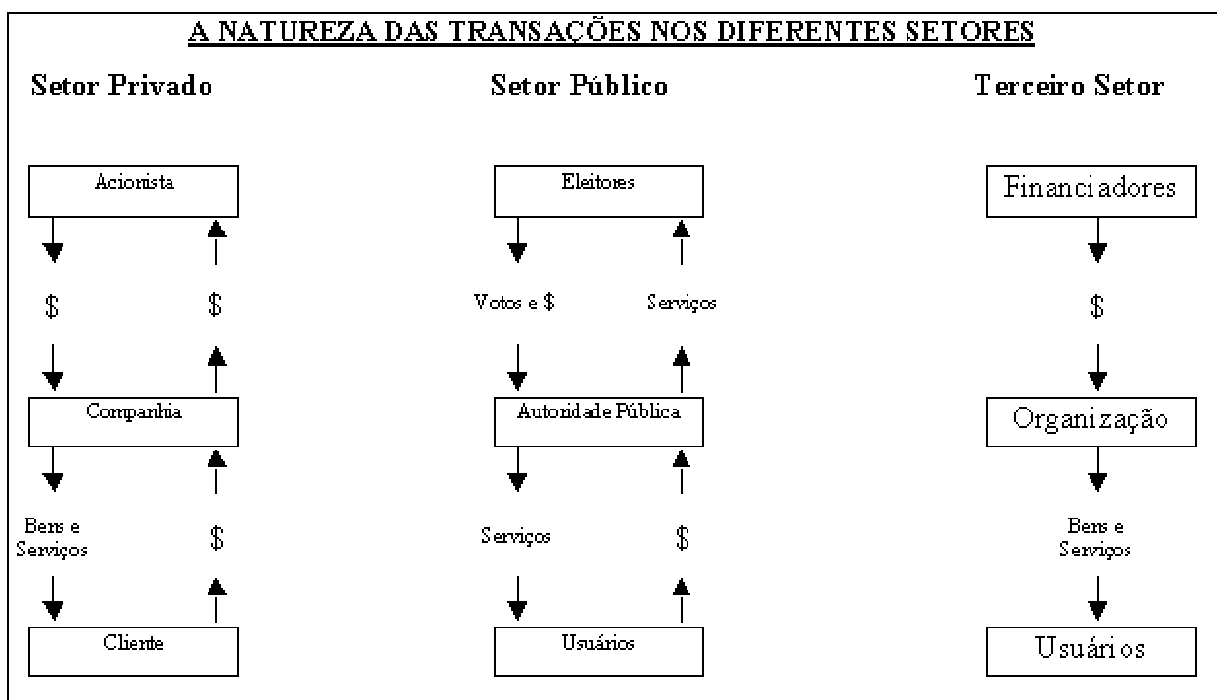 A NATUREZA DAS TRANSAÇÕES NOS DIFERENTES SETORES
Setor Privado
Setor Público
Terceiro Setor
Acionista
Eleitores
Financiadores
$
$
Votos e $
Serviços
$
Companhia
Autoridade Pública
Organização
Bens e
Serviços
$
Serviços
$
Bens e
Serviços
Cliente
Usuários
Usuários